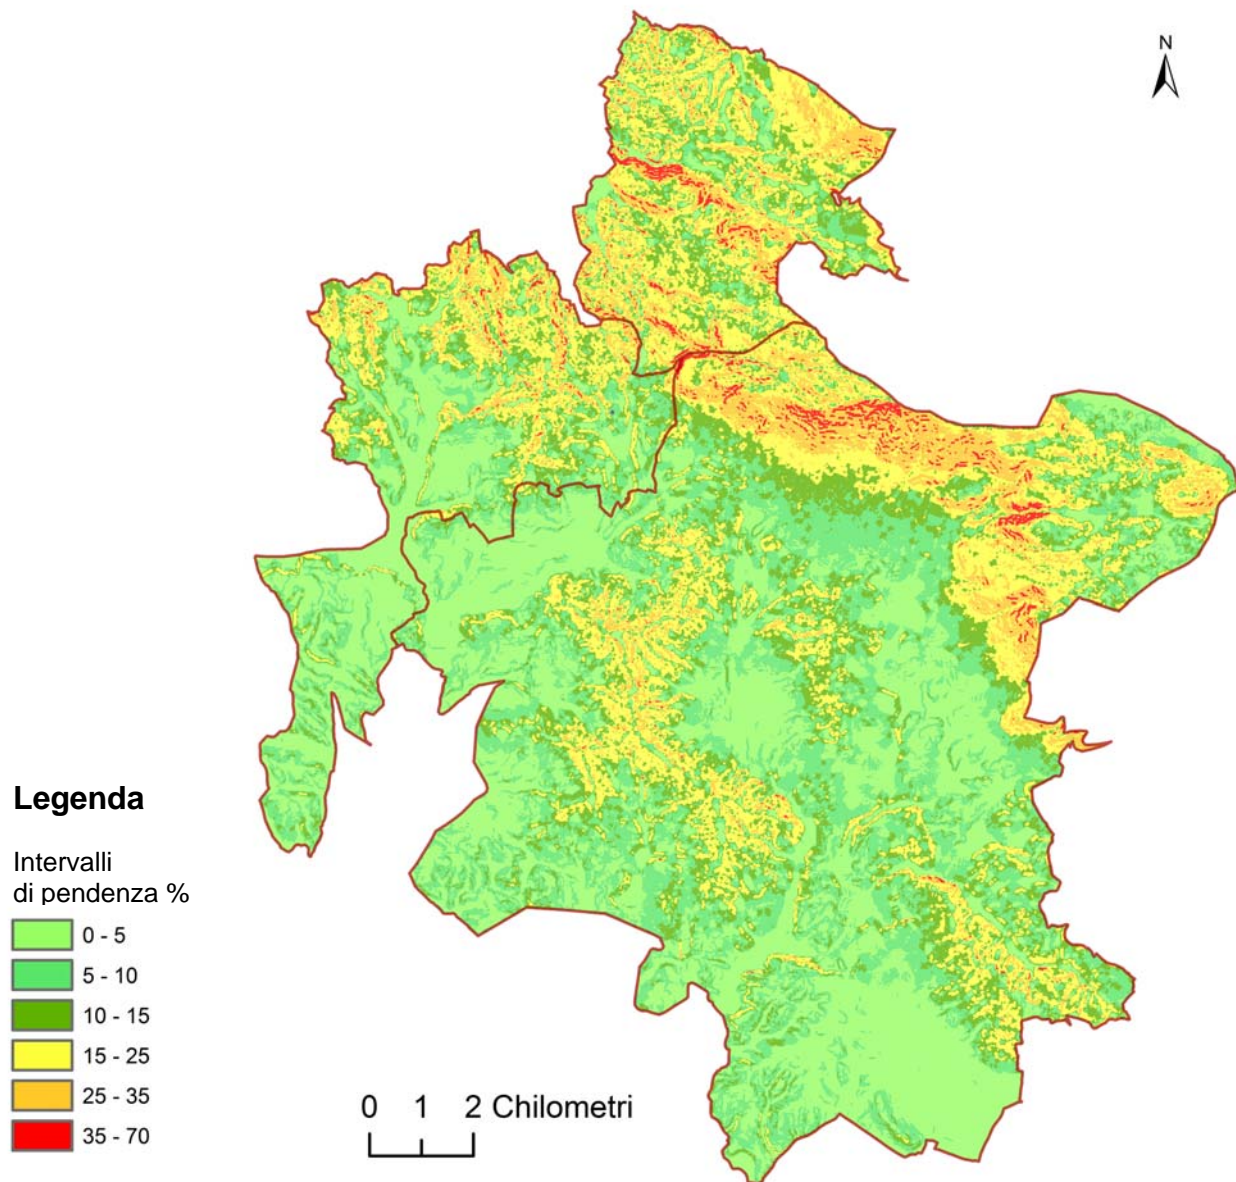 N
Legenda
Intervalli
di pendenza %
0 - 5
5 - 10
10 - 15
15 - 25
25 - 35
35 - 70
0 1 2 Chilometri